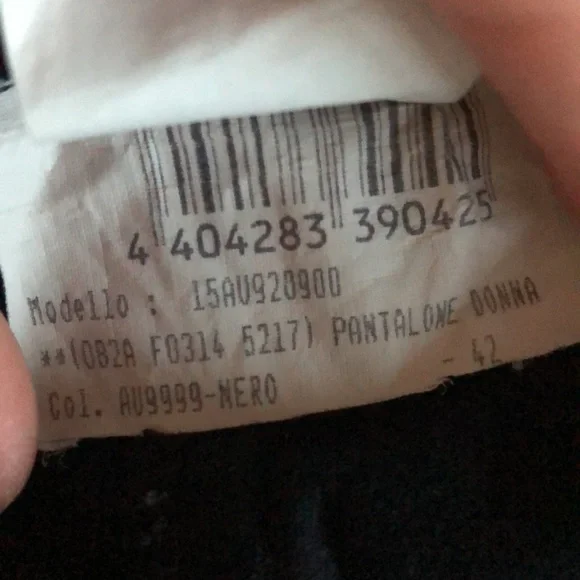 4 404283 390425
Modello : 15AU920900
**(082A F0314 5217) PANTALONE DONNA
Col. AU9999-NERO - 42